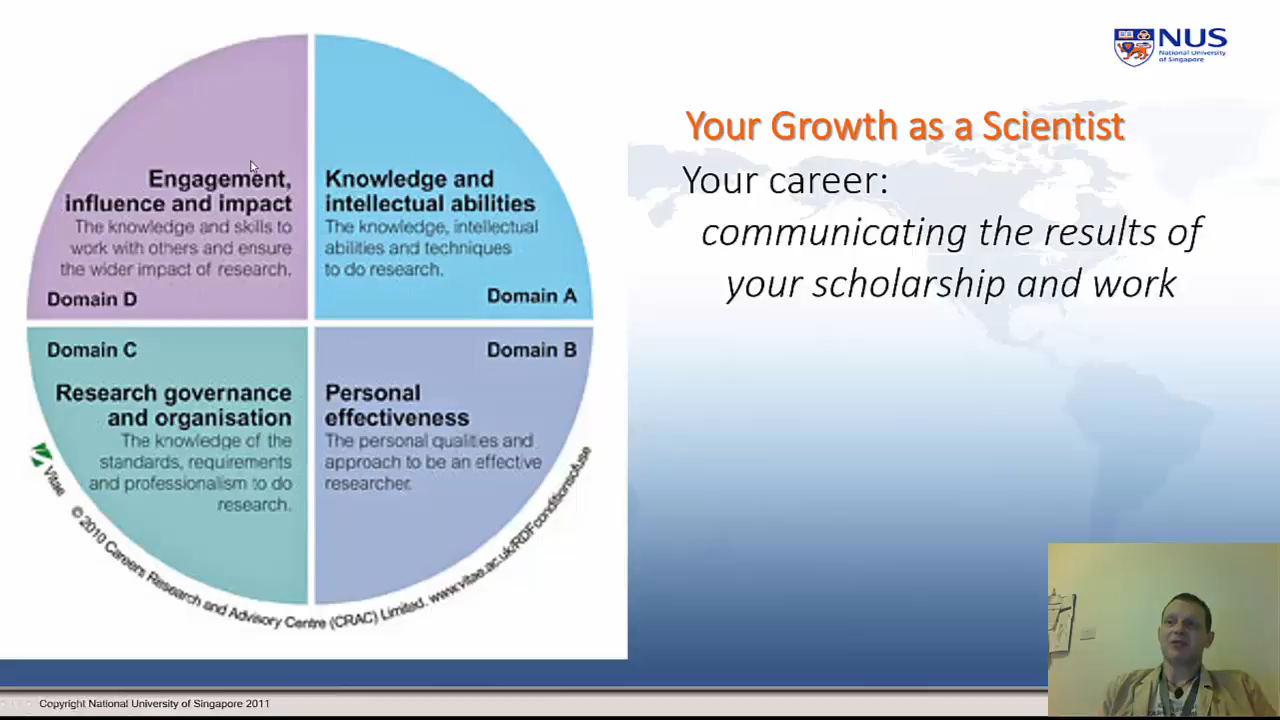 Engagement,
influence and impact
The knowledge and skills to
work with others and ensure
the wider impact of research.
Domain D
Knowledge and
intellectual abilities
The knowledge, intellectual
abilities and techniques
to do research.
Domain A
Domain C
Research governance
and organisation
The knowledge of the
standards, requirements
and professionalism to do
research.
Domain B
Personal
effectiveness
The personal qualities and
approach to be an effective
researcher.
Vitae
© 2010 Careers Research and Advisory Centre (CRAC) Limited. www.vitae.ac.uk/RDFconditionsofuse
NUS
National University
of Singapore
Your Growth as a Scientist
Your career:
communicating the results of
your scholarship and work
Copyright National University of Singapore 2011